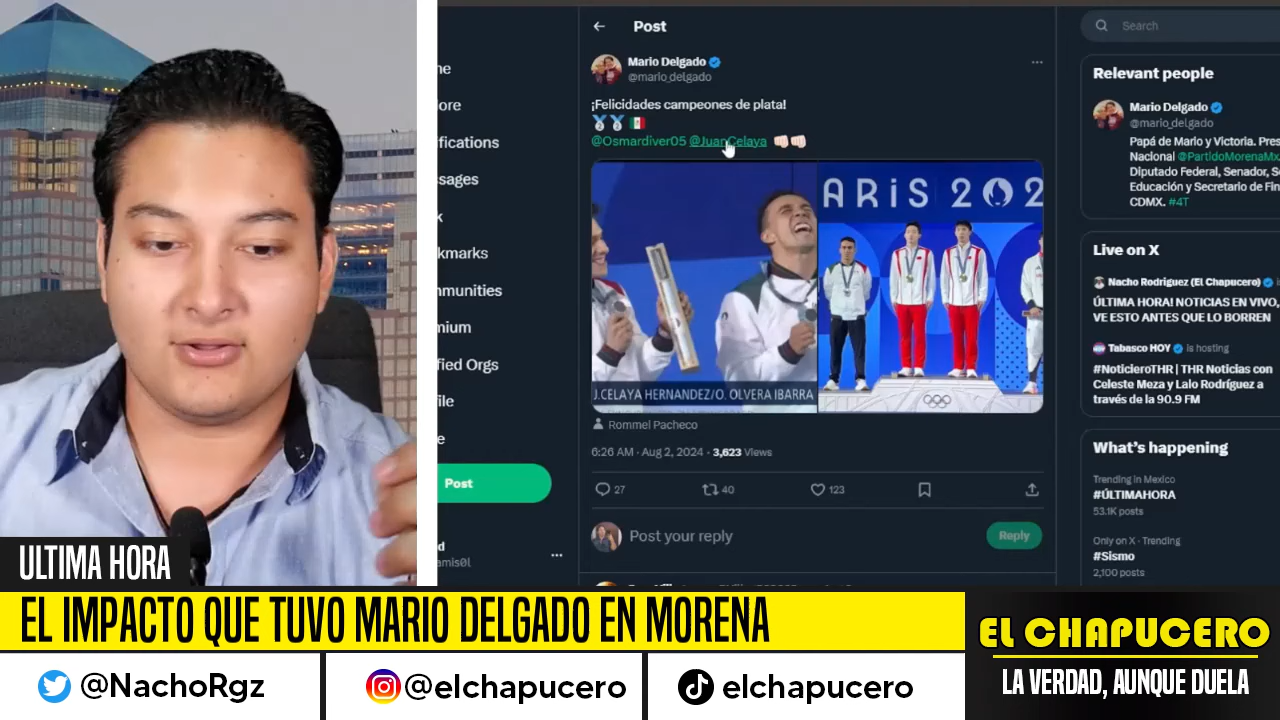 Post
Search
Mario Delgado
@mario_delgado
¡Felicidades campeones de plata!
@Osmardiver05 @JuanCelaya
ARiS 202
J.CELAYA HERNANDEZ/O. OLVERA IBARRA
Rommel Pacheco
6:26 AM · Aug 2, 2024 · 3,623 Views
27
40
123
Post your reply
Reply
me
lore
ifications
ssages
k
kmarks
mmunities
mium
fied Orgs
file
e
Post
d
amis0l
Relevant people
Mario Delgado
@mario_delgado
Papá de Mario y Victoria. Pres
Nacional @PartidoMorenaMx
Diputado Federal, Senador, S
Educación y Secretario de Fin
CDMX. #4T
Live on X
Nacho Rodriguez (El Chapucero)
ÚLTIMA HORA! NOTICIAS EN VIVO,
VE ESTO ANTES QUE LO BORREN
Tabasco HOY is hosting
#NoticieroTHR | THR Noticias con
Celeste Meza y Lalo Rodríguez a
través de la 90.9 FM
What's happening
Trending in Mexico
#ÚLTIMAHORA
53.1K posts
Only on X · Trending
#Sismo
2,100 posts
ULTIMA HORA
EL IMPACTO QUE TUVO MARIO DELGADO EN MORENA
@NachoRgz
@elchapucero
elchapucero
EL CHAPUCERO
LA VERDAD, AUNQUE DUELA